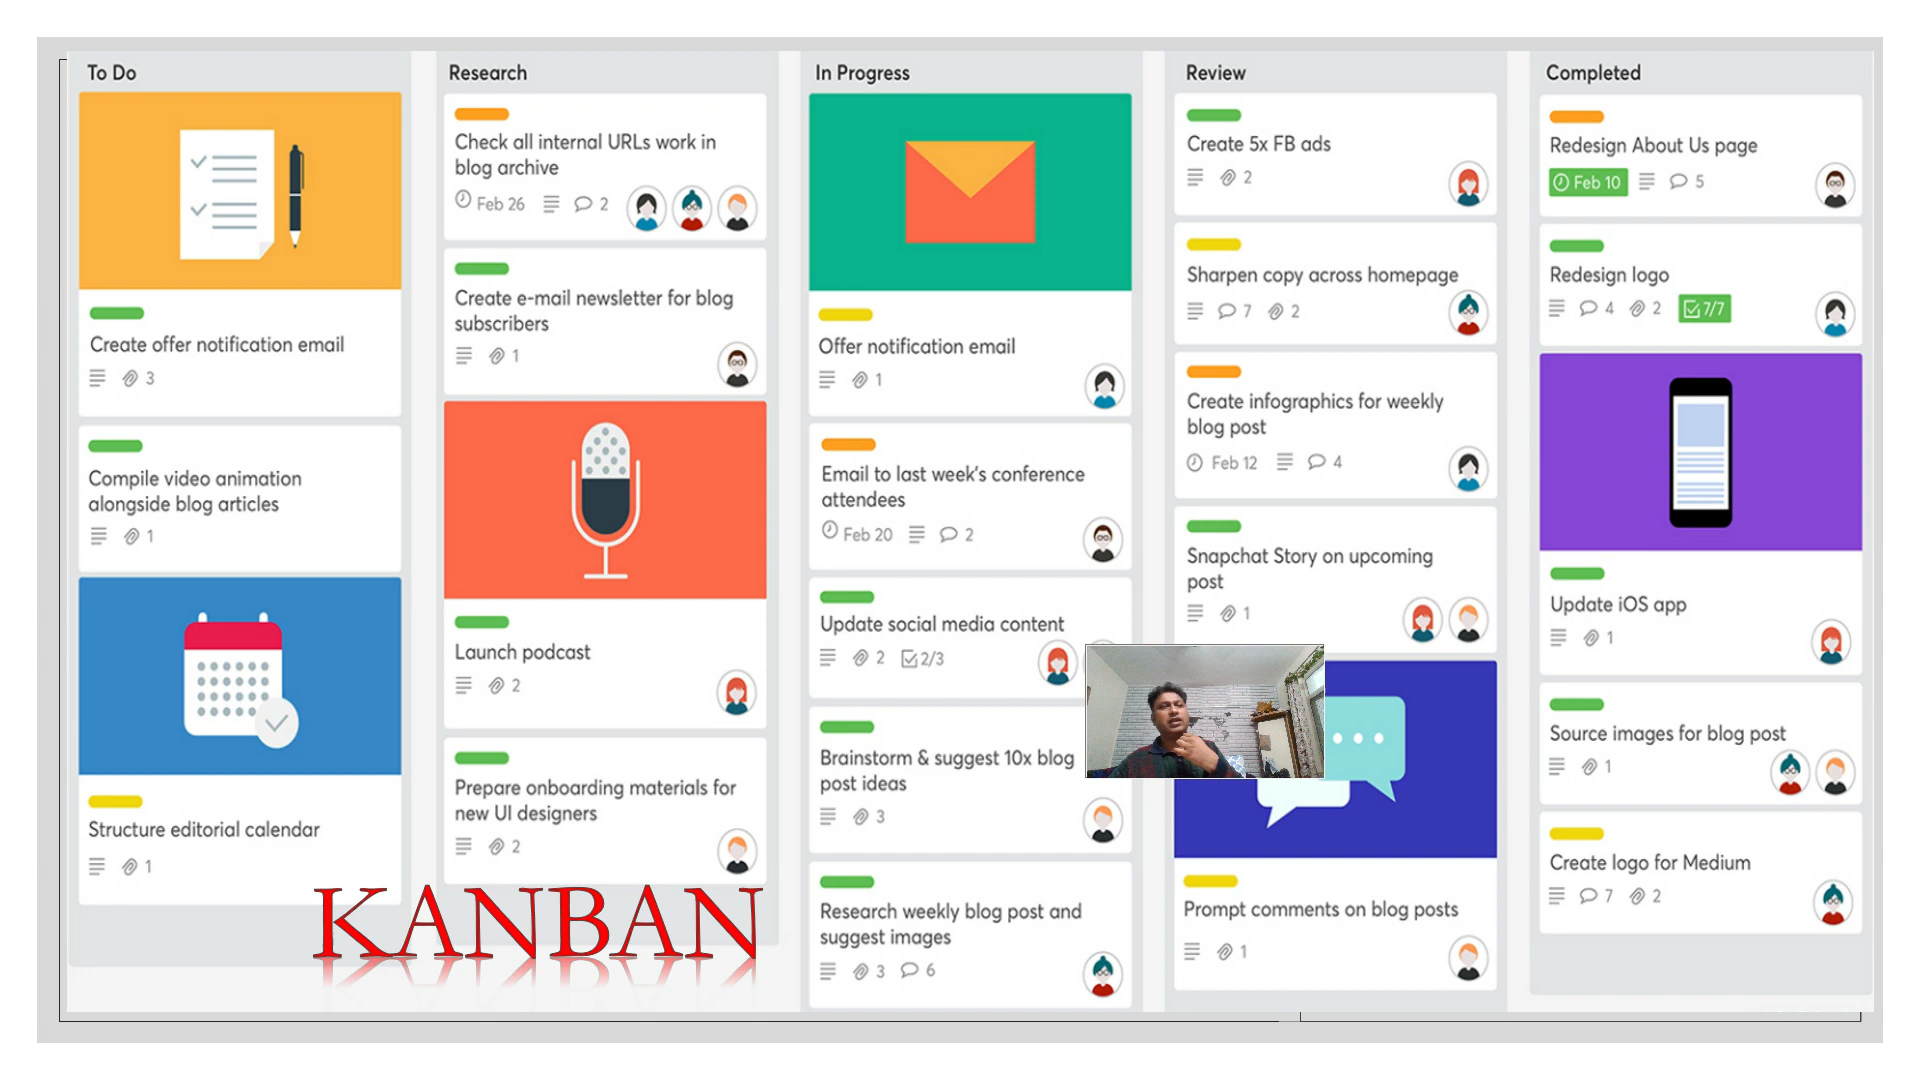 To Do
Create offer notification email
3
Compile video animation
alongside blog articles
1
Structure editorial calendar
1
Research
Check all internal URLs work in
blog archive
Feb 26 2
Create e-mail newsletter for blog
subscribers
1
Launch podcast
2
Prepare onboarding materials for
new UI designers
2
In Progress
Offer notification email
1
Email to last week's conference
attendees
Feb 20 2
Update social media content
2 2/3
Brainstorm & suggest 10x blog
post ideas
3
Research weekly blog post and
suggest images
3 6
Review
Create 5x FB ads
2
Sharpen copy across homepage
7 2
Create infographics for weekly
blog post
Feb 12 4
Snapchat Story on upcoming
post
1
Prompt comments on blog posts
1
Completed
Redesign About Us page
Feb 10 5
Redesign logo
4 2 7/7
Update iOS app
1
Source images for blog post
1
Create logo for Medium
7 2
KANBAN